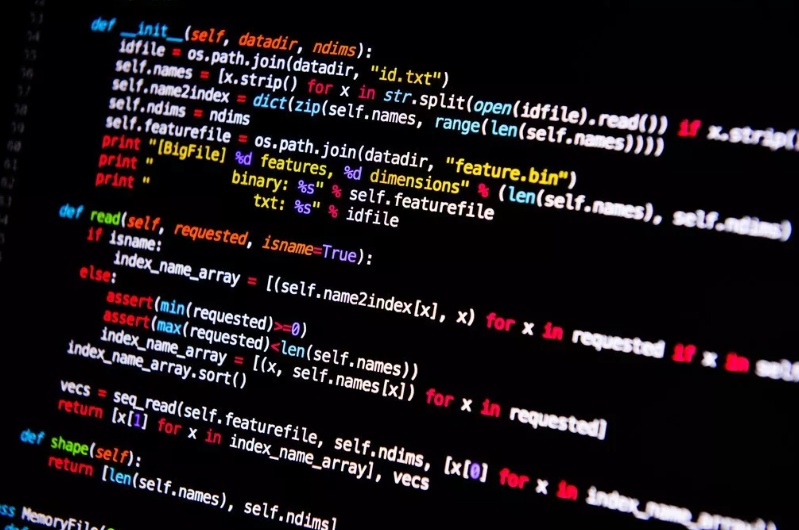 def __init__(self, datadir, ndims):
idfile = os.path.join(datadir, "id.txt")
self.names = [x.strip() for x in str.split(open(idfile).read()) if x.strip()
self.name2index = dict(zip(self.names, range(len(self.names))))
self.ndims = ndims
self.featurefile = os.path.join(datadir, "feature.bin")
print "[BigFile] %d features, %d dimensions" % (len(self.names), self.ndims)
print " binary: %s" % self.featurefile
print " txt: %s" % idfile
def read(self, requested, isname=True):
if isname:
index_name_array = [(self.name2index[x], x) for x in requested if x in self
else:
assert(min(requested)>=0)
assert(max(requested)<len(self.names))
index_name_array = [(x, self.names[x]) for x in requested]
index_name_array.sort()
vecs = seq_read(self.featurefile, self.ndims, [x[0] for x in index_name_array])
return [x[1] for x in index_name_array], vecs
def shape(self):
return [len(self.names), self.ndims]
MemoryFile(